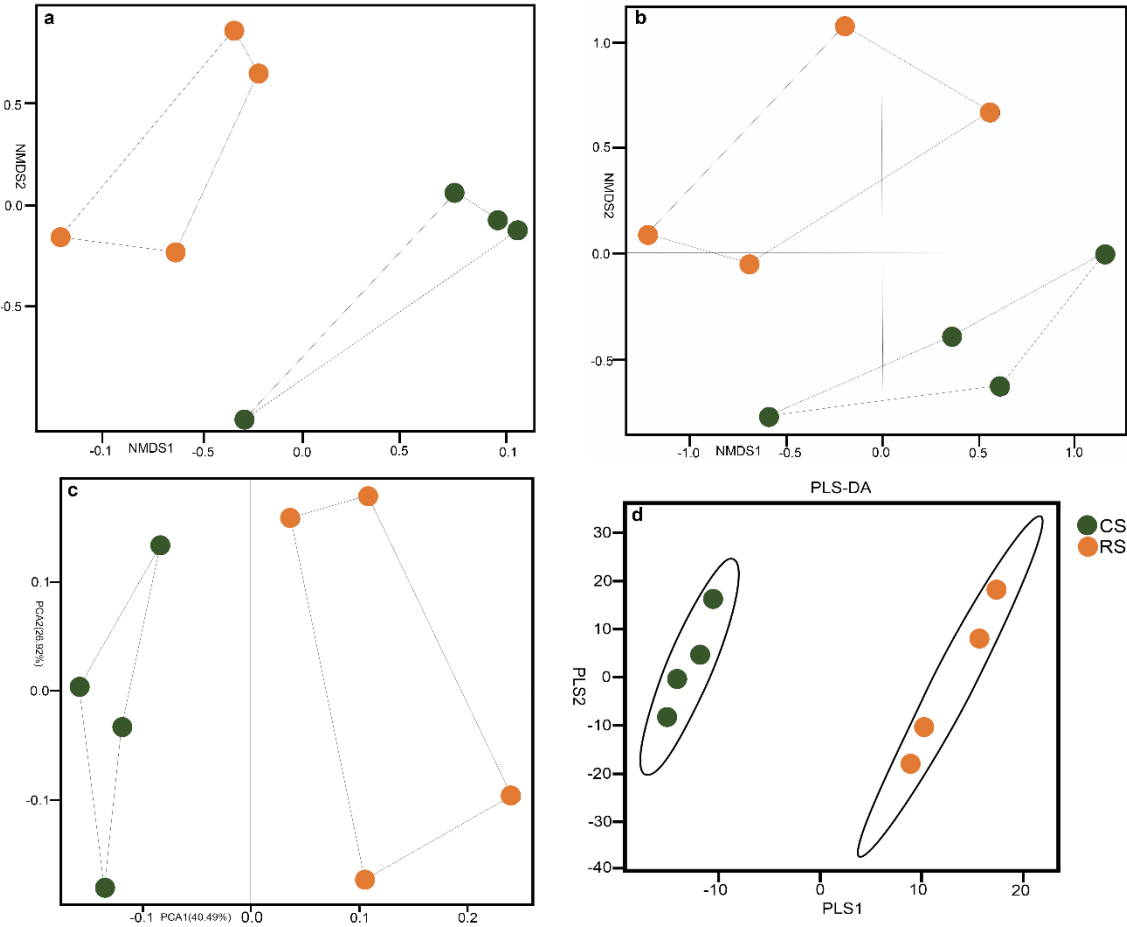 a
0.5
0.0
-0.5
NMDS2
-0.1
-0.5
0.0
0.5
0.1
NMDS1
b
1.0
0.5
0.0
-0.5
NMDS2
-1.0
-0.5
0.0
0.5
1.0
NMDS1
c
0.1
0.0
-0.1
PCA2(26.92%)
-0.1
0.0
0.1
0.2
PCA1(40.49%)
PLS-DA
d
30
20
10
0
-10
-20
-30
-40
PLS2
-10
0
10
20
PLS1
CS
RS